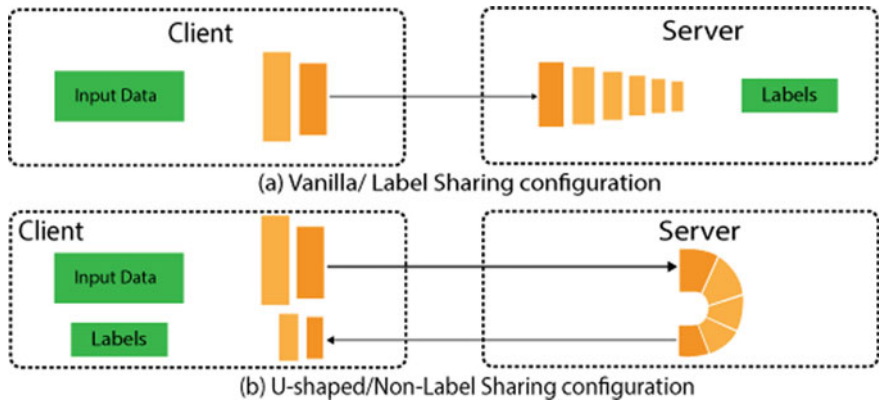 Client
Server
Input Data
Labels
(a) Vanilla/ Label Sharing configuration
Client
Server
Input Data
Labels
(b) U-shaped/Non-Label Sharing configuration